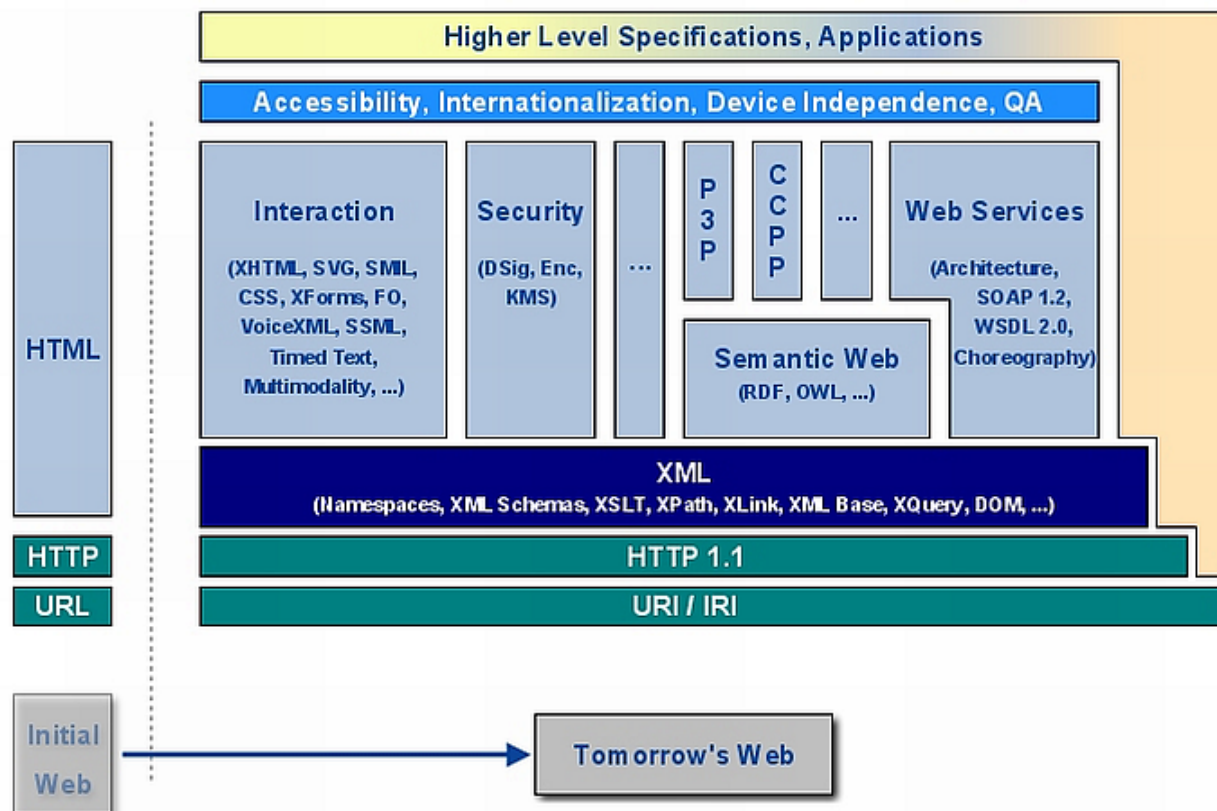 Higher Level Specifications, Applications
Accessibility, Internationalization, Device Independence, QA
HTML
HTTP
URL
Interaction
(XHTML, SVG, SMIL,
CSS, XForms, FO,
VoiceXML, SSML,
Timed Text,
Multimodality, ...)
Security
(DSig, Enc,
KMS)
...
P
3
P
C
C
P
P
...
Web Services
(Architecture,
SOAP 1.2,
WSDL 2.0,
Choreography)
Semantic Web
(RDF, OWL, ...)
XML
(Namespaces, XML Schemas, XSLT, XPath, XLink, XML Base, XQuery, DOM, ...)
HTTP 1.1
URI / IRI
Initial
Web
Tomorrow's Web